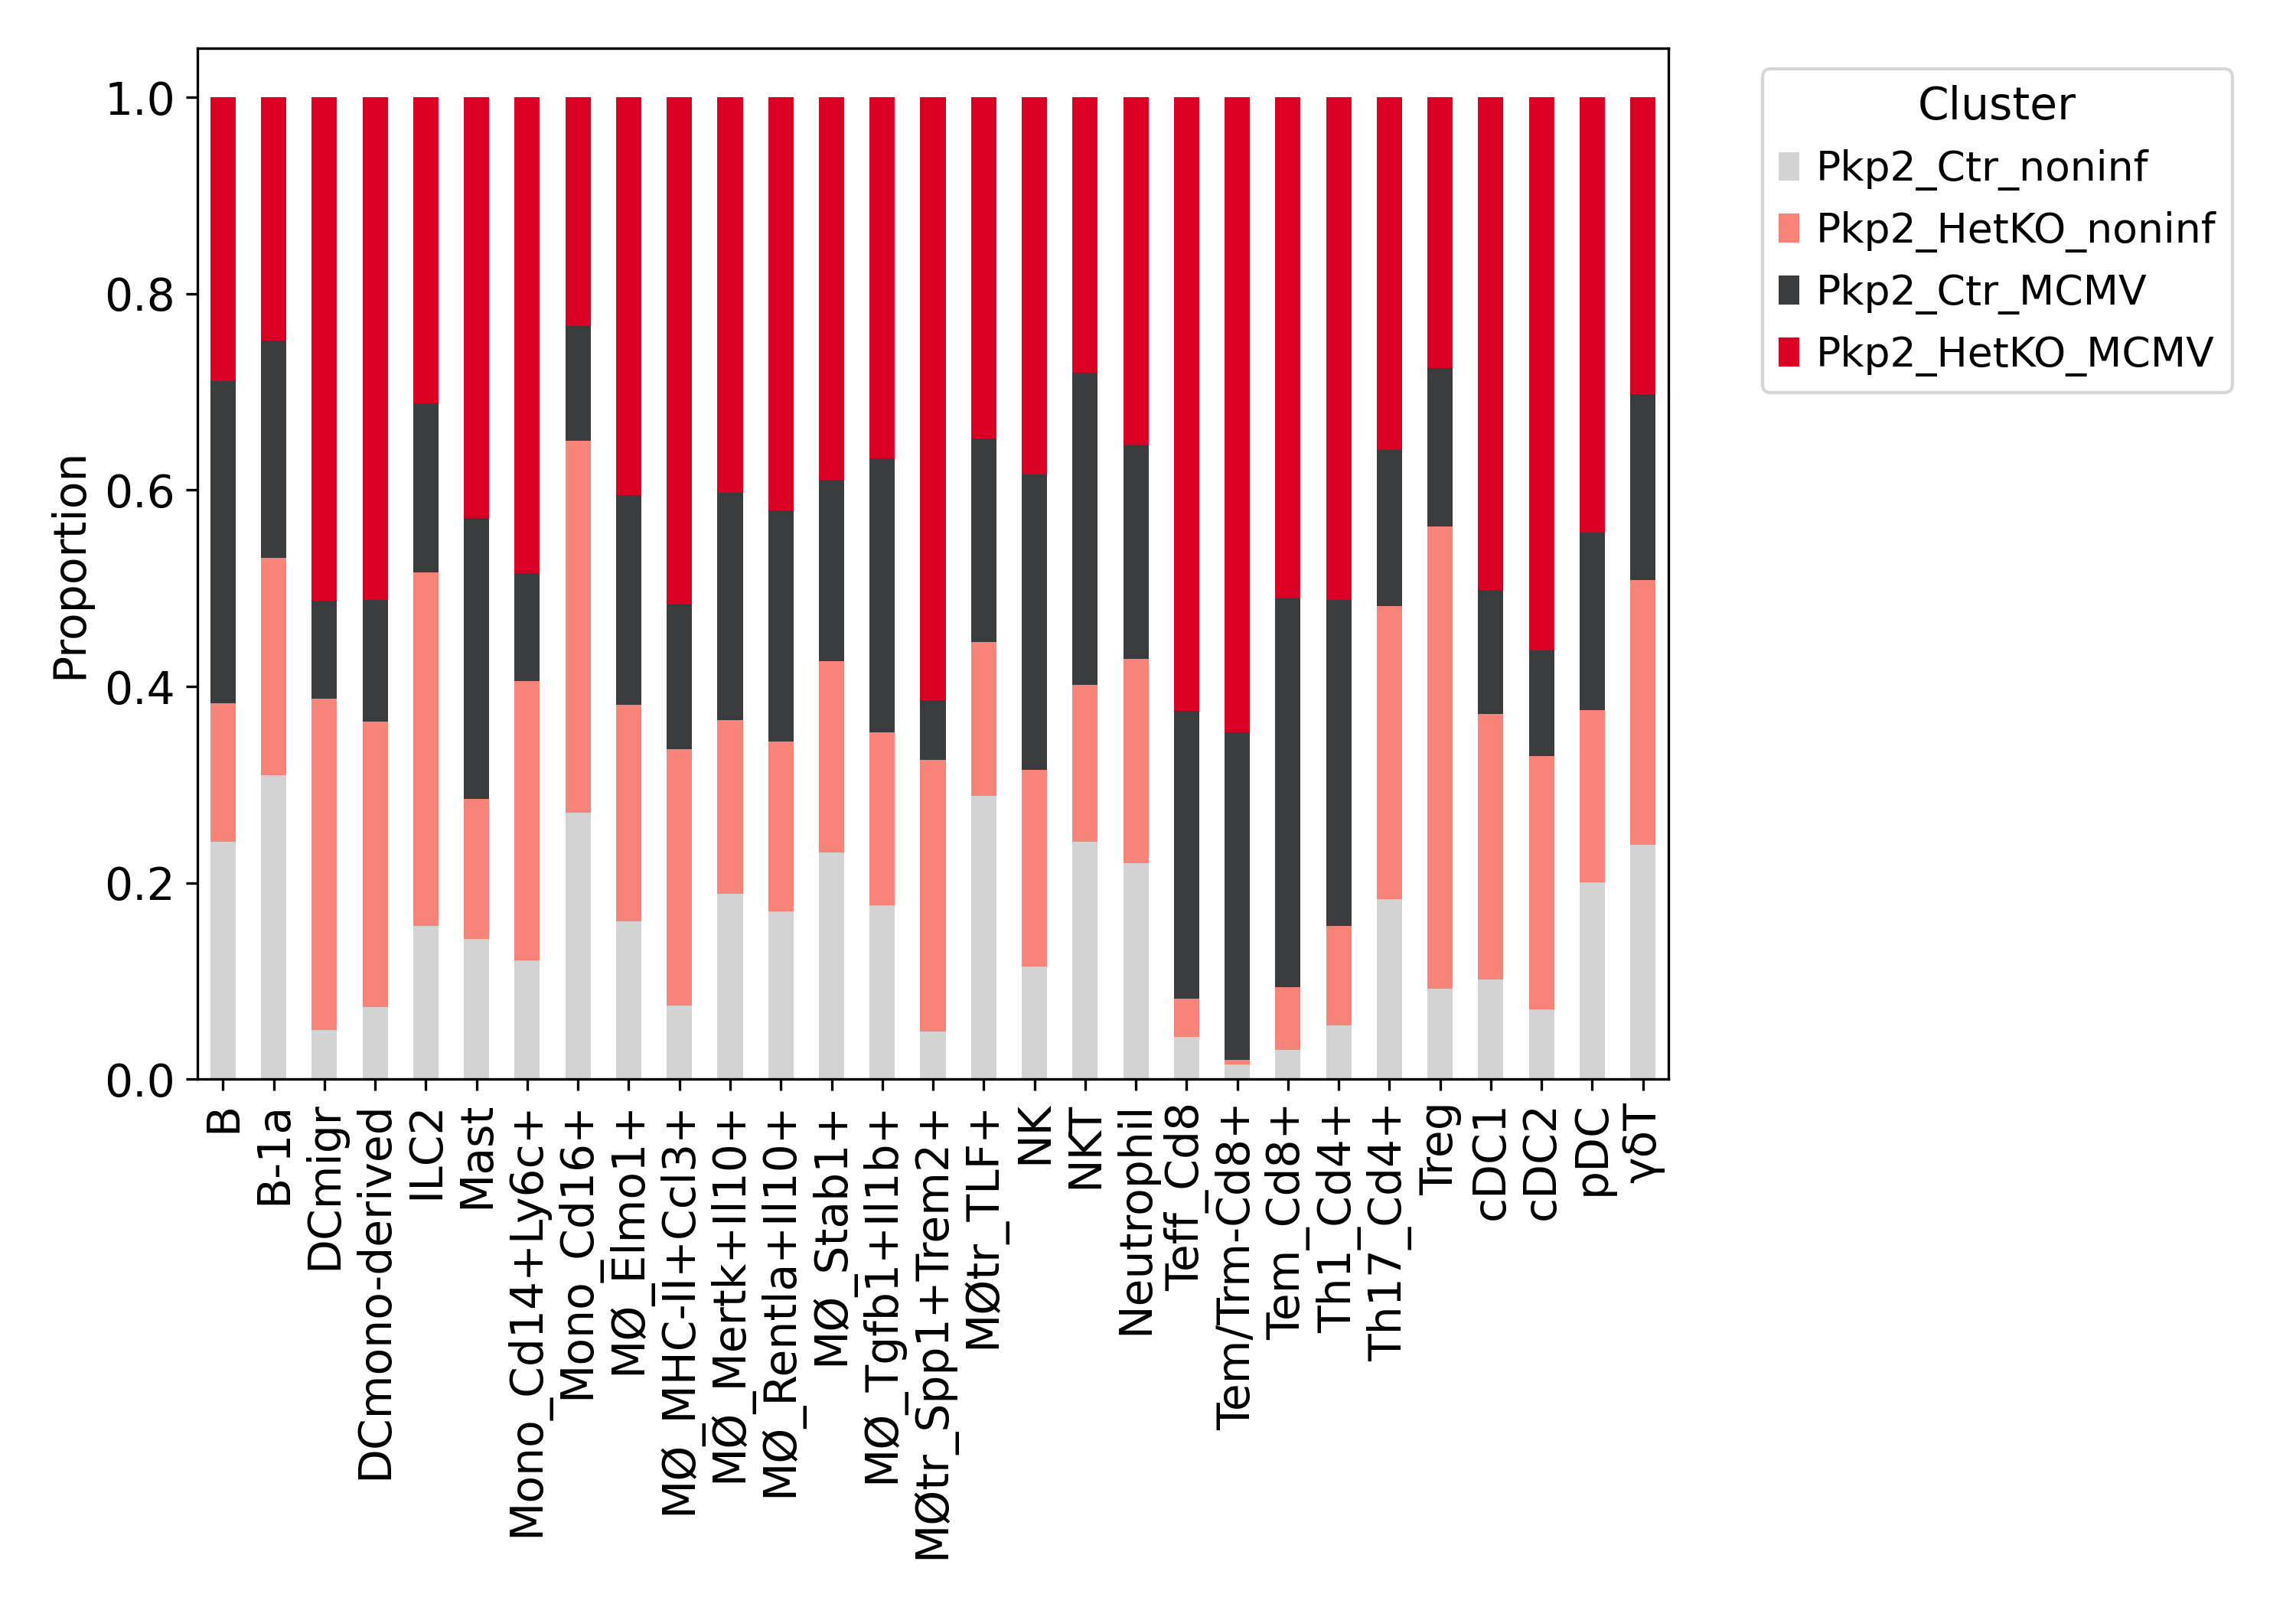 1.0
0.8
0.6
0.4
0.2
0.0
Proportion
B
B-1a
DCmigr
DCmono-derived
ILC2
Mast
Mono_Cd14+Ly6c+
Mono_Cd16+
MØ_Elmo1+
MØ_MHC-II+Ccl3+
MØ_Mertk+Il10+
MØ_Rentla+Il10+
MØ_Stab1+
MØ_Tgfb1+Il1b+
MØtr_Spp1+Trem2+
MØtr_TLF+
NK
NKT
Neutrophil
Teff_Cd8
Tem/Trm-Cd8+
Tem_Cd8+
Th1_Cd4+
Th17_Cd4+
Treg
cDC1
cDC2
pDC
γδT
Cluster
Pkp2_Ctr_noninf
Pkp2_HetKO_noninf
Pkp2_Ctr_MCMV
Pkp2_HetKO_MCMV